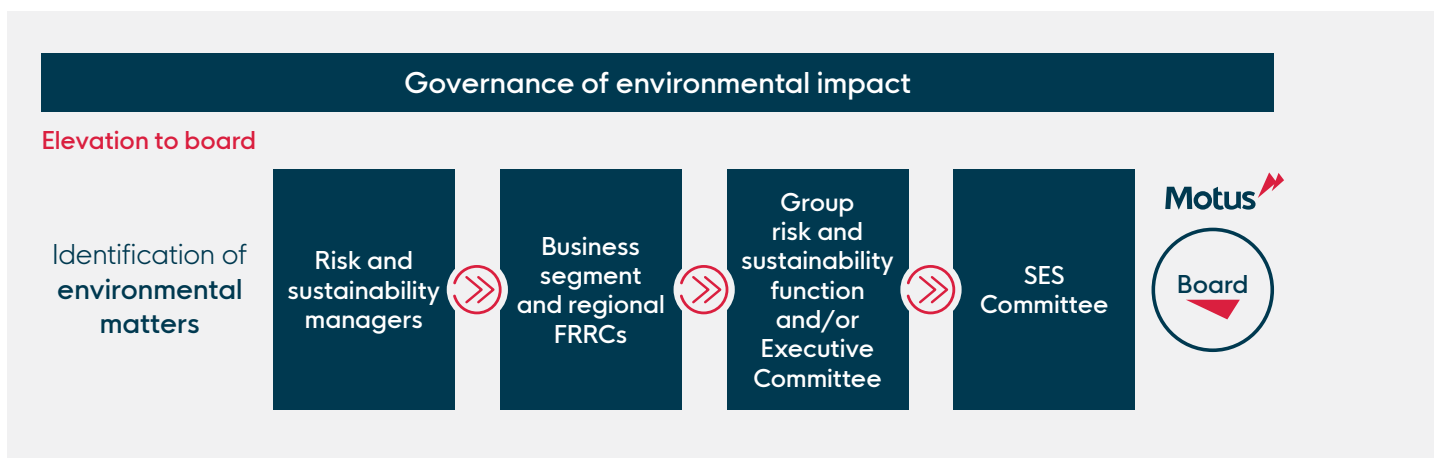 Governance of environmental impact
Elevation to board
Identification of
environmental
matters
Risk and
sustainability
managers
Business
segment
and regional
FRRCs
Group
risk and
sustainability
function
and/or
Executive
Committee
SES
Committee
Motus
Board